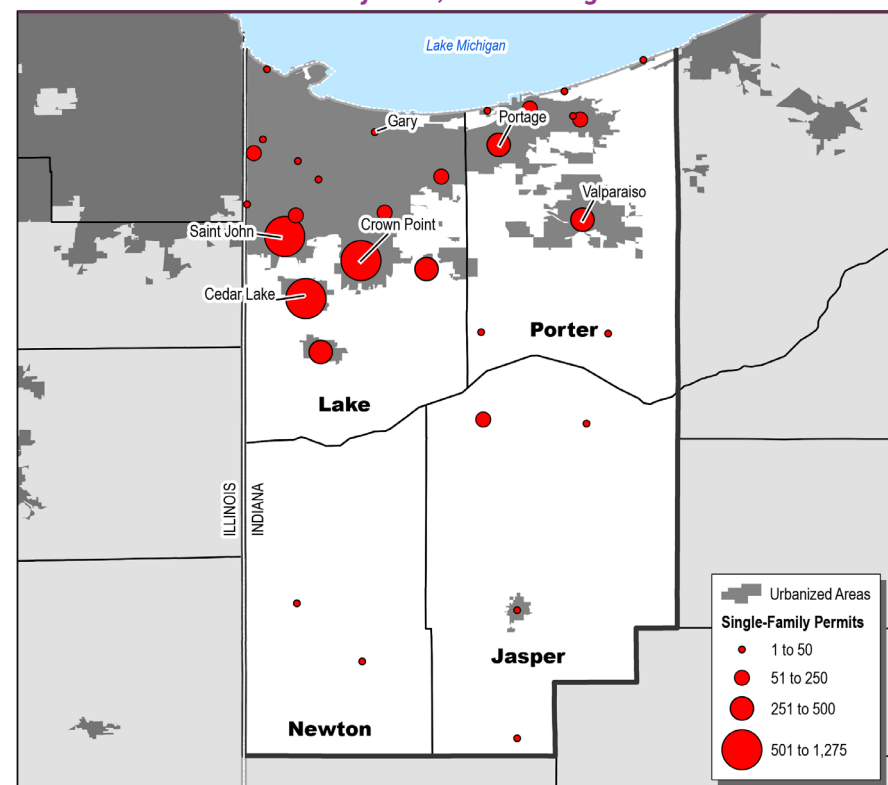 Lake Michigan
Gary
Portage
Valparaiso
Saint John
Crown Point
Cedar Lake
Porter
Lake
ILLINOIS
INDIANA
Jasper
Newton
Urbanized Areas
Single-Family Permits
1 to 50
51 to 250
251 to 500
501 to 1,275